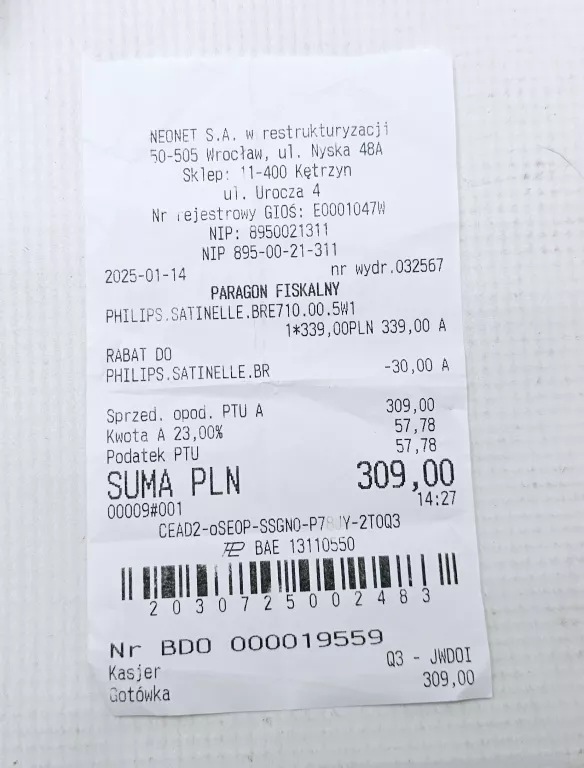 NEONET S.A. w restrukturyzacji
50-505 Wrocław, ul. Nyska 48A
Sklep: 11-400 Kętrzyn
ul. Urocza 4
Nr rejestrowy GIOŚ: E0001047W
NIP: 8950021311
NIP 895-00-21-311
2025-01-14 nr wydr.032567
PARAGON FISKALNY
PHILIPS.SATINELLE.BRE710.00.5W1
1*339,00PLN 339,00 A
RABAT DO
PHILIPS.SATINELLE.BR -30,00 A
Sprzed. opod. PTU A 309,00
Kwota A 23,00% 57,78
Podatek PTU 57,78
SUMA PLN 309,00
00009#001 14:27
BAE 13110550
2030725002483
Nr BDO 000019559
Kasjer Q3 - JWDOI
Gotówka 309,00